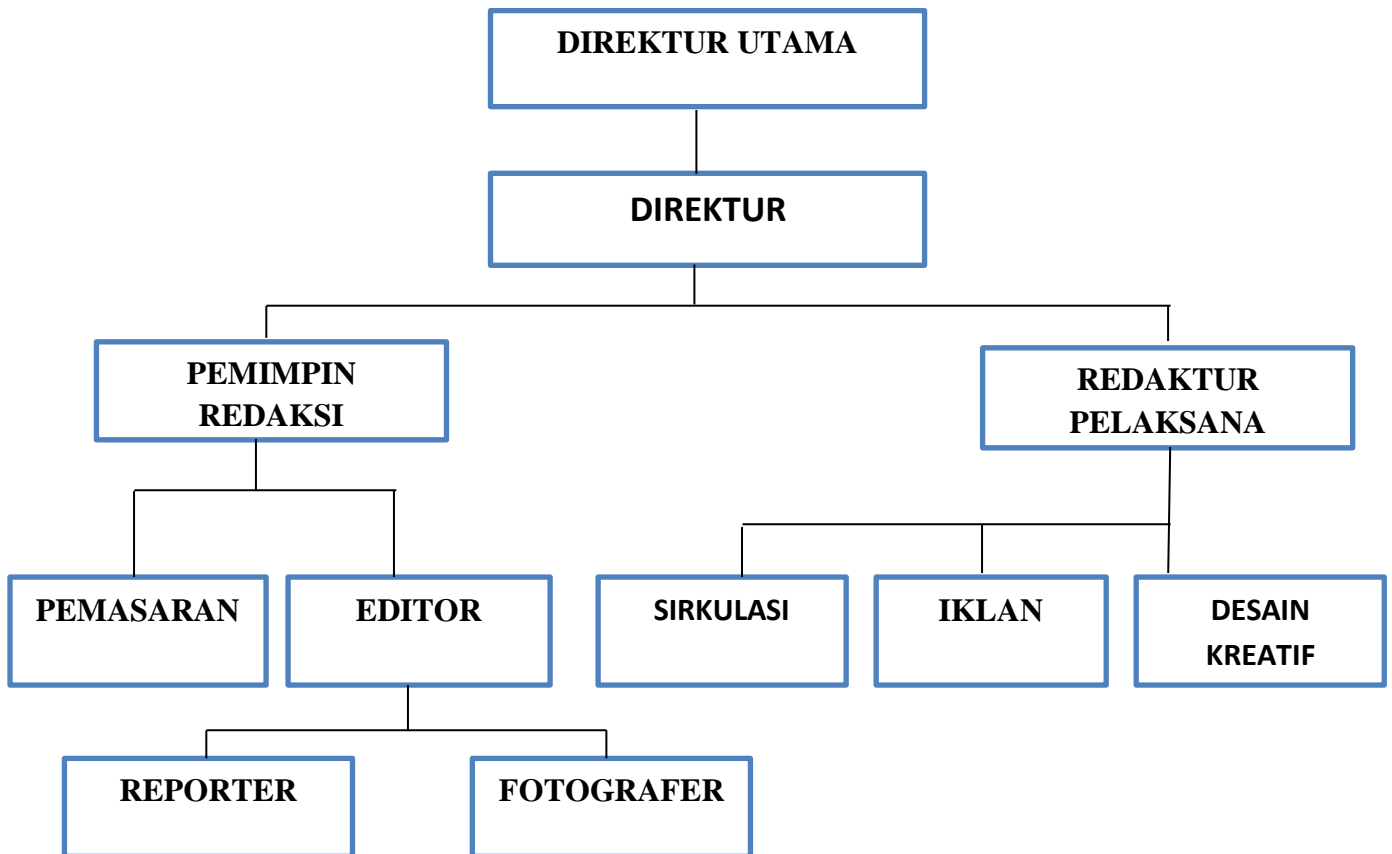 DIREKTUR UTAMA
DIREKTUR
PEMIMPIN
REDAKSI
REDAKTUR
PELAKSANA
PEMASARAN
EDITOR
SIRKULASI
IKLAN
DESAIN
KREATIF
REPORTER
FOTOGRAFER